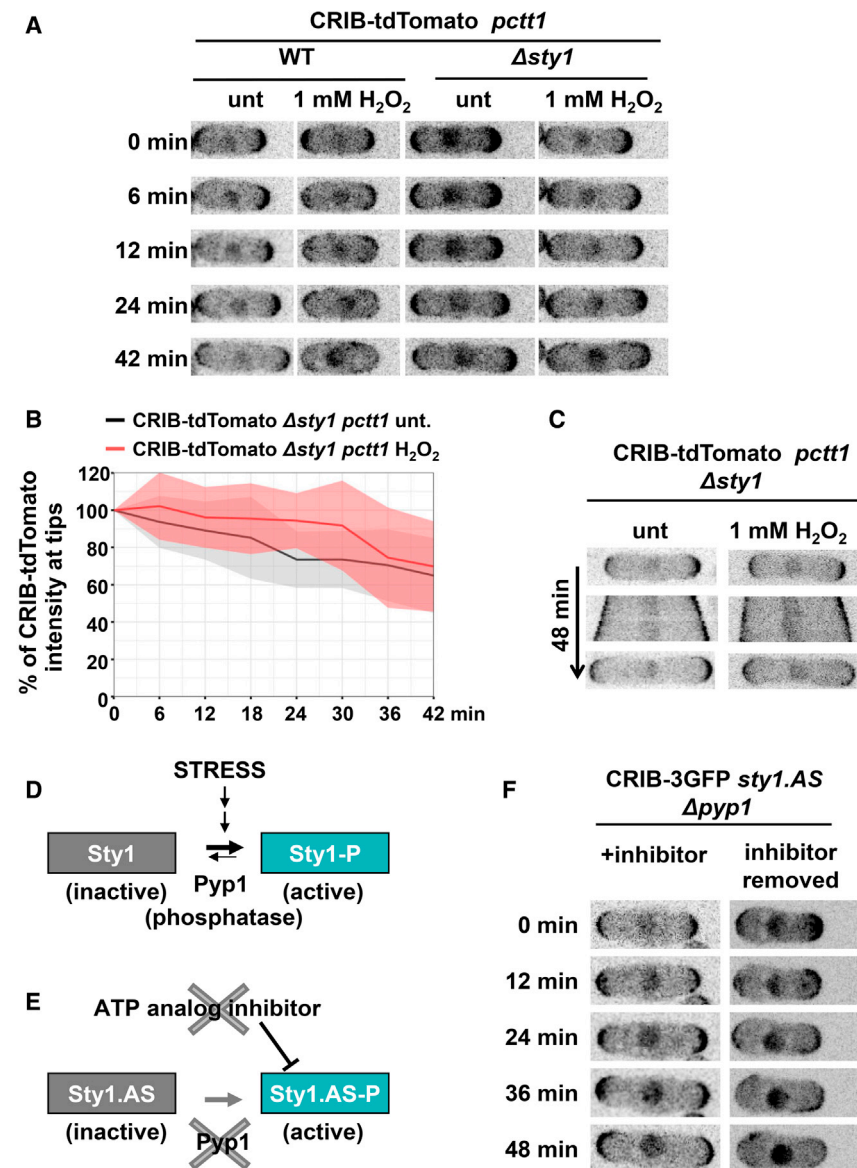 A
CRIB-tdTomato pctt1
WT Δsty1
unt 1 mM H₂O₂ unt 1 mM H₂O₂
0 min
6 min
12 min
24 min
42 min
B
CRIB-tdTomato Δsty1 pctt1 unt.
CRIB-tdTomato Δsty1 pctt1 H₂O₂
% of CRIB-tdTomato
intensity at tips
120
100
80
60
40
20
0
0 6 12 18 24 30 36 42 min
C
CRIB-tdTomato pctt1
Δsty1
unt 1 mM H₂O₂
48 min
D
STRESS
Sty1 Sty1-P
(inactive) Pyp1 (active)
(phosphatase)
E
ATP analog inhibitor
Sty1.AS Sty1.AS-P
(inactive) Pyp1 (active)
F
CRIB-3GFP sty1.AS
Δpyp1
+inhibitor inhibitor
removed
0 min
12 min
24 min
36 min
48 min